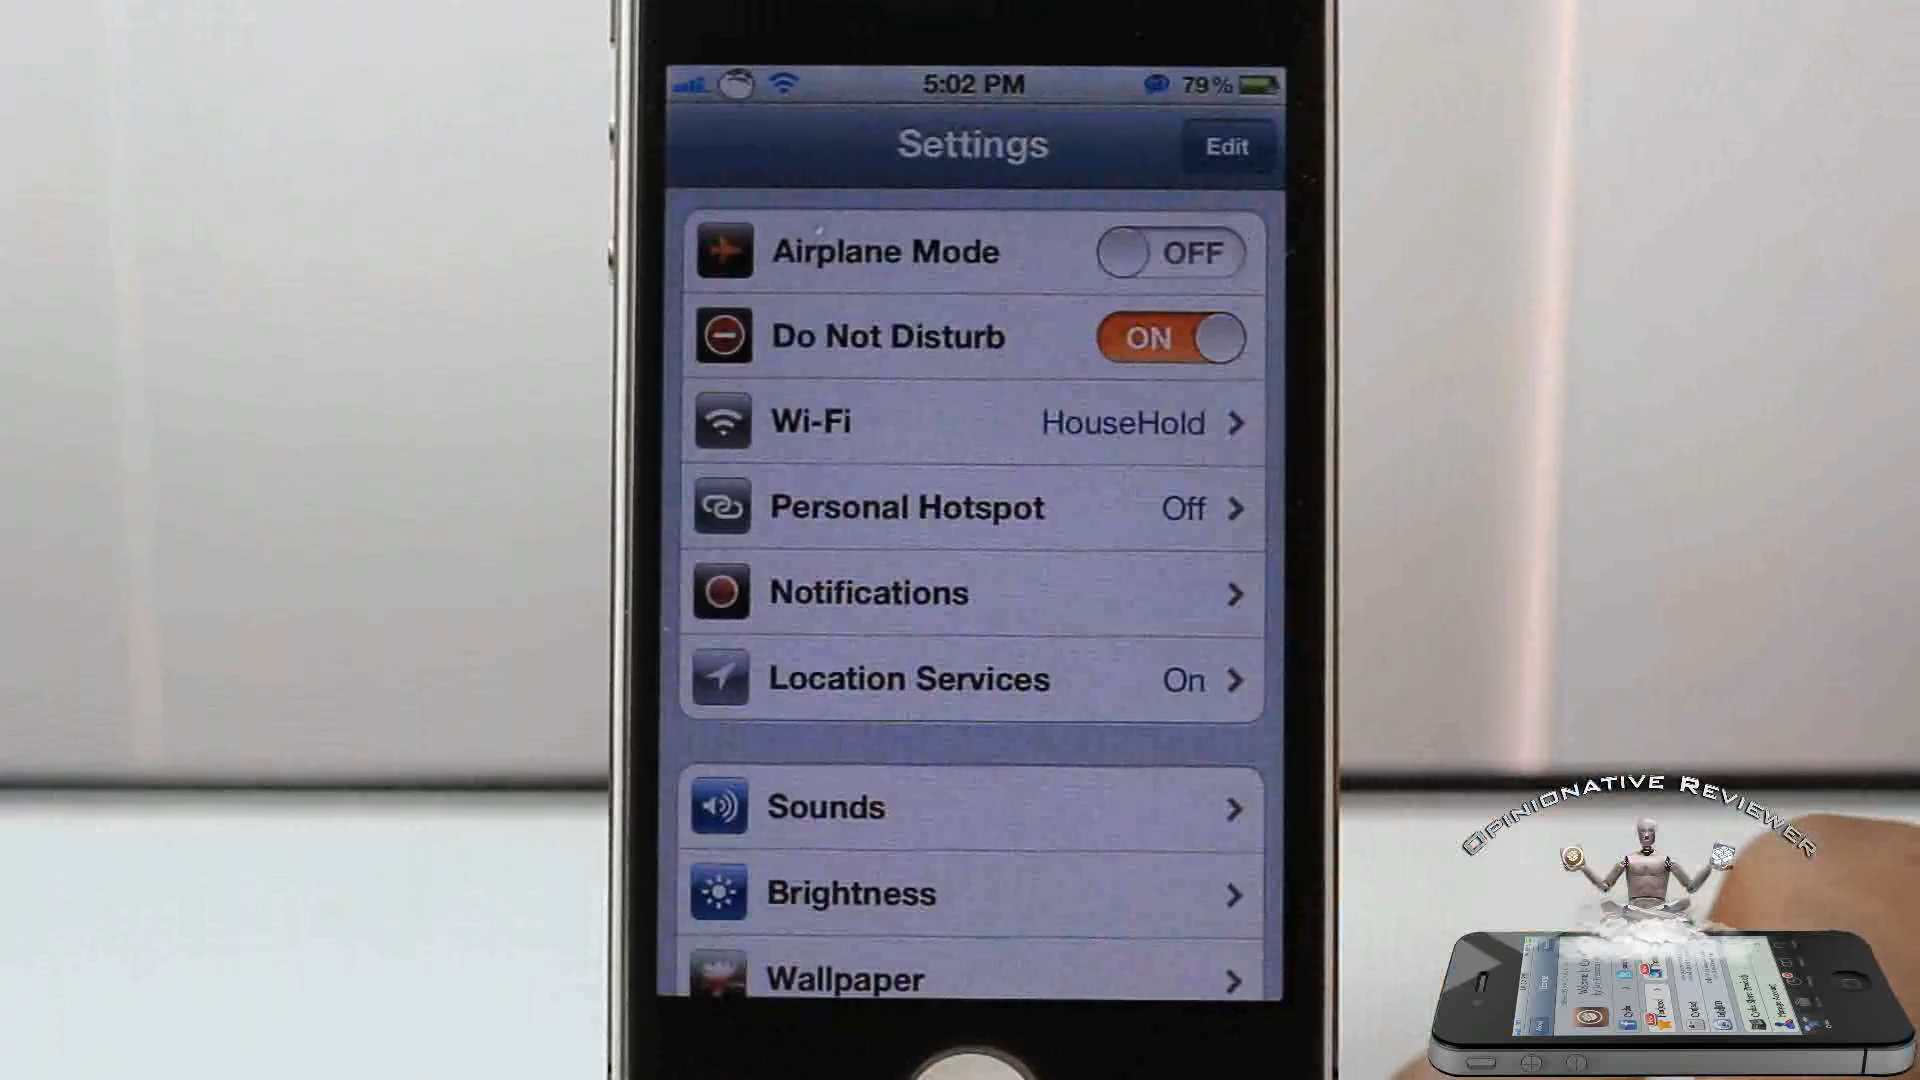 5:02 PM
79%
Settings
Edit
Airplane Mode
OFF
Do Not Disturb
ON
Wi-Fi
HouseHold
Personal Hotspot
Off
Notifications
Location Services
On
Sounds
Brightness
Wallpaper
Opinionative Reviewer